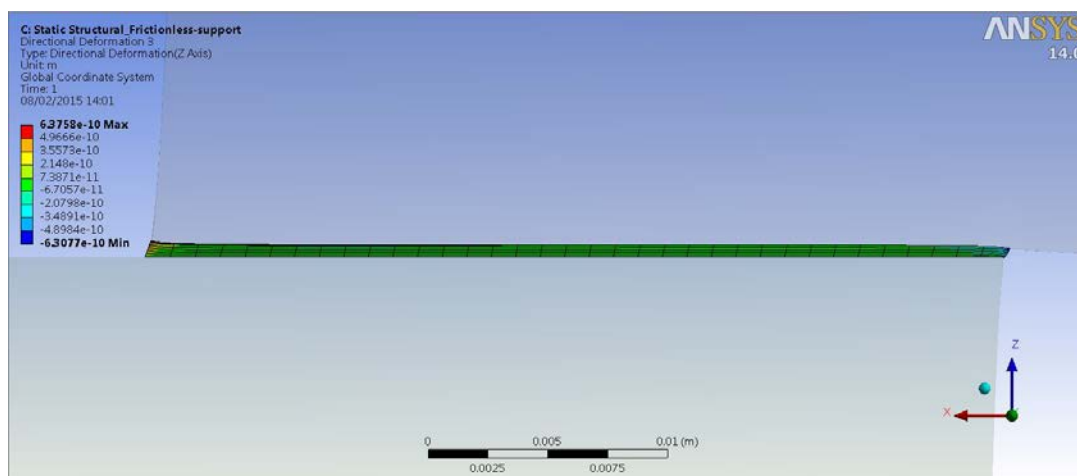 C: Static Structural_Frictionless-support
Directional Deformation 3
Type: Directional Deformation(Z Axis)
Unit: m
Global Coordinate System
Time: 1
08/02/2015 14:01
6.3758e-10 Max
4.9666e-10
3.5573e-10
2.148e-10
7.3871e-11
-6.7057e-11
-2.0798e-10
-3.4891e-10
-4.8984e-10
-6.3077e-10 Min
ANSYS
14.0
Z
X
0 0.005 0.01 (m)
0.0025 0.0075